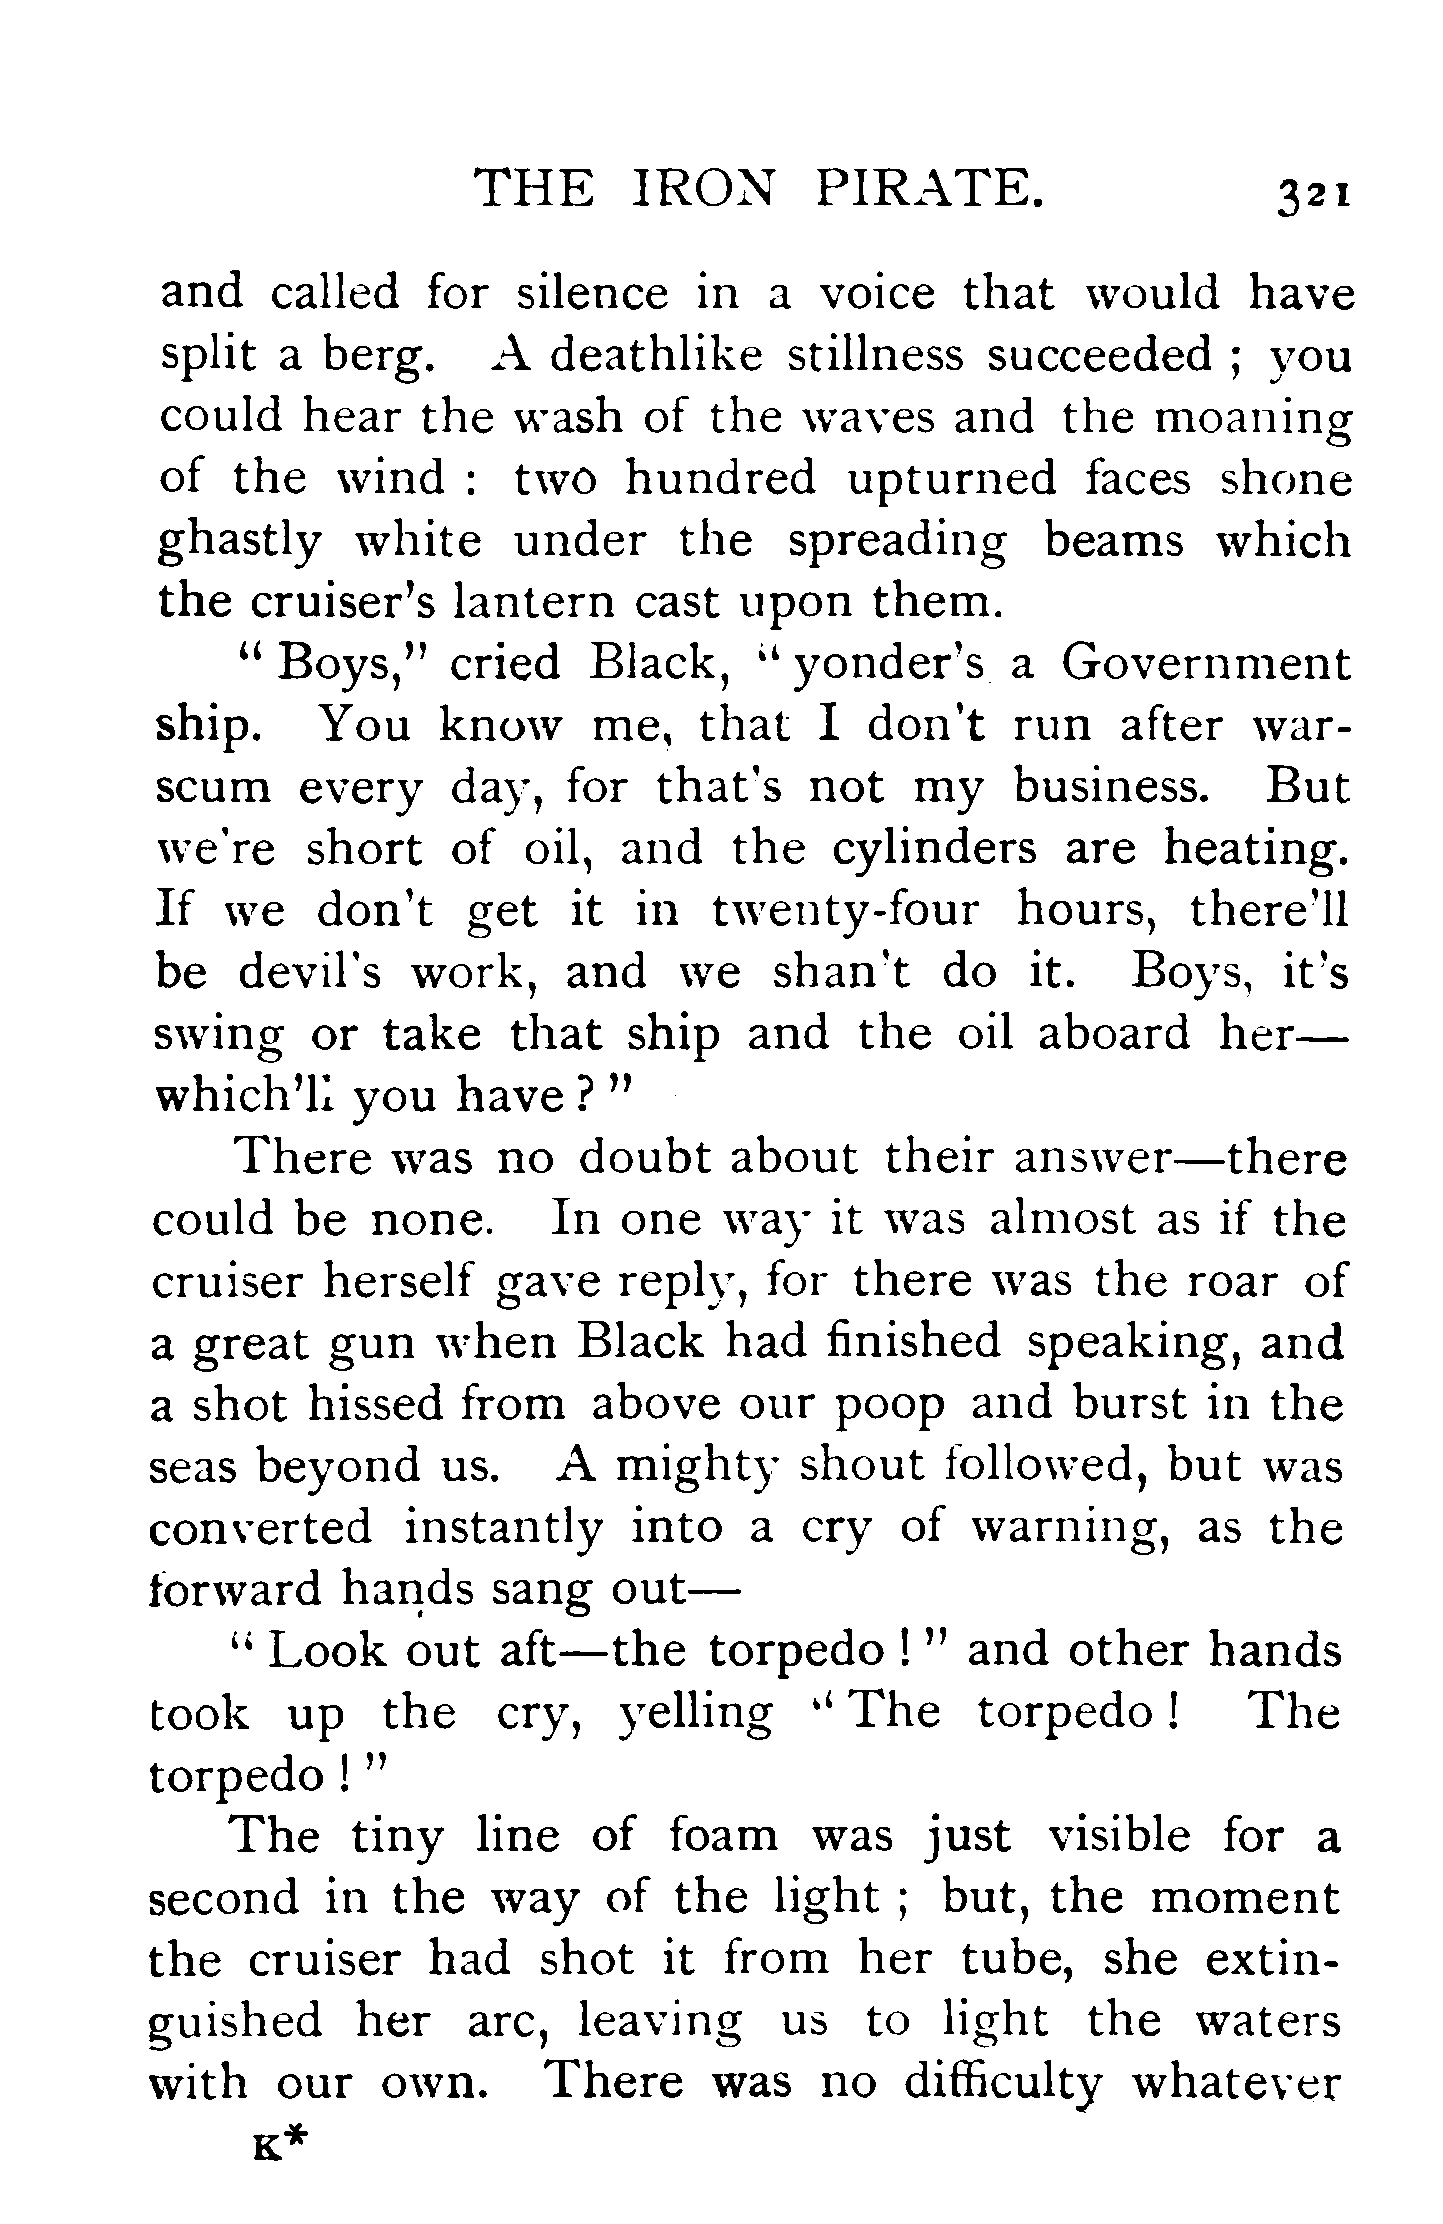 THE IRON PIRATE. 321
and called for silence in a voice that would have
split a berg. A deathlike stillness succeeded ; you
could hear the wash of the waves and the moaning
of the wind : two hundred upturned faces shone
ghastly white under the spreading beams which
the cruiser's lantern cast upon them.
" Boys," cried Black, " yonder's a Government
ship. You know me, that I don't run after war-
scum every day, for that's not my business. But
we're short of oil, and the cylinders are heating.
If we don't get it in twenty-four hours, there'll
be devil's work, and we shan't do it. Boys, it's
swing or take that ship and the oil aboard her—
which'll you have ? "
There was no doubt about their answer—there
could be none. In one way it was almost as if the
cruiser herself gave reply, for there was the roar of
a great gun when Black had finished speaking, and
a shot hissed from above our poop and burst in the
seas beyond us. A mighty shout followed, but was
converted instantly into a cry of warning, as the
forward hands sang out—
" Look out aft—the torpedo ! " and other hands
took up the cry, yelling " The torpedo ! The
torpedo ! "
The tiny line of foam was just visible for a
second in the way of the light ; but, the moment
the cruiser had shot it from her tube, she extin-
guished her arc, leaving us to light the waters
with our own. There was no difficulty whatever
K*